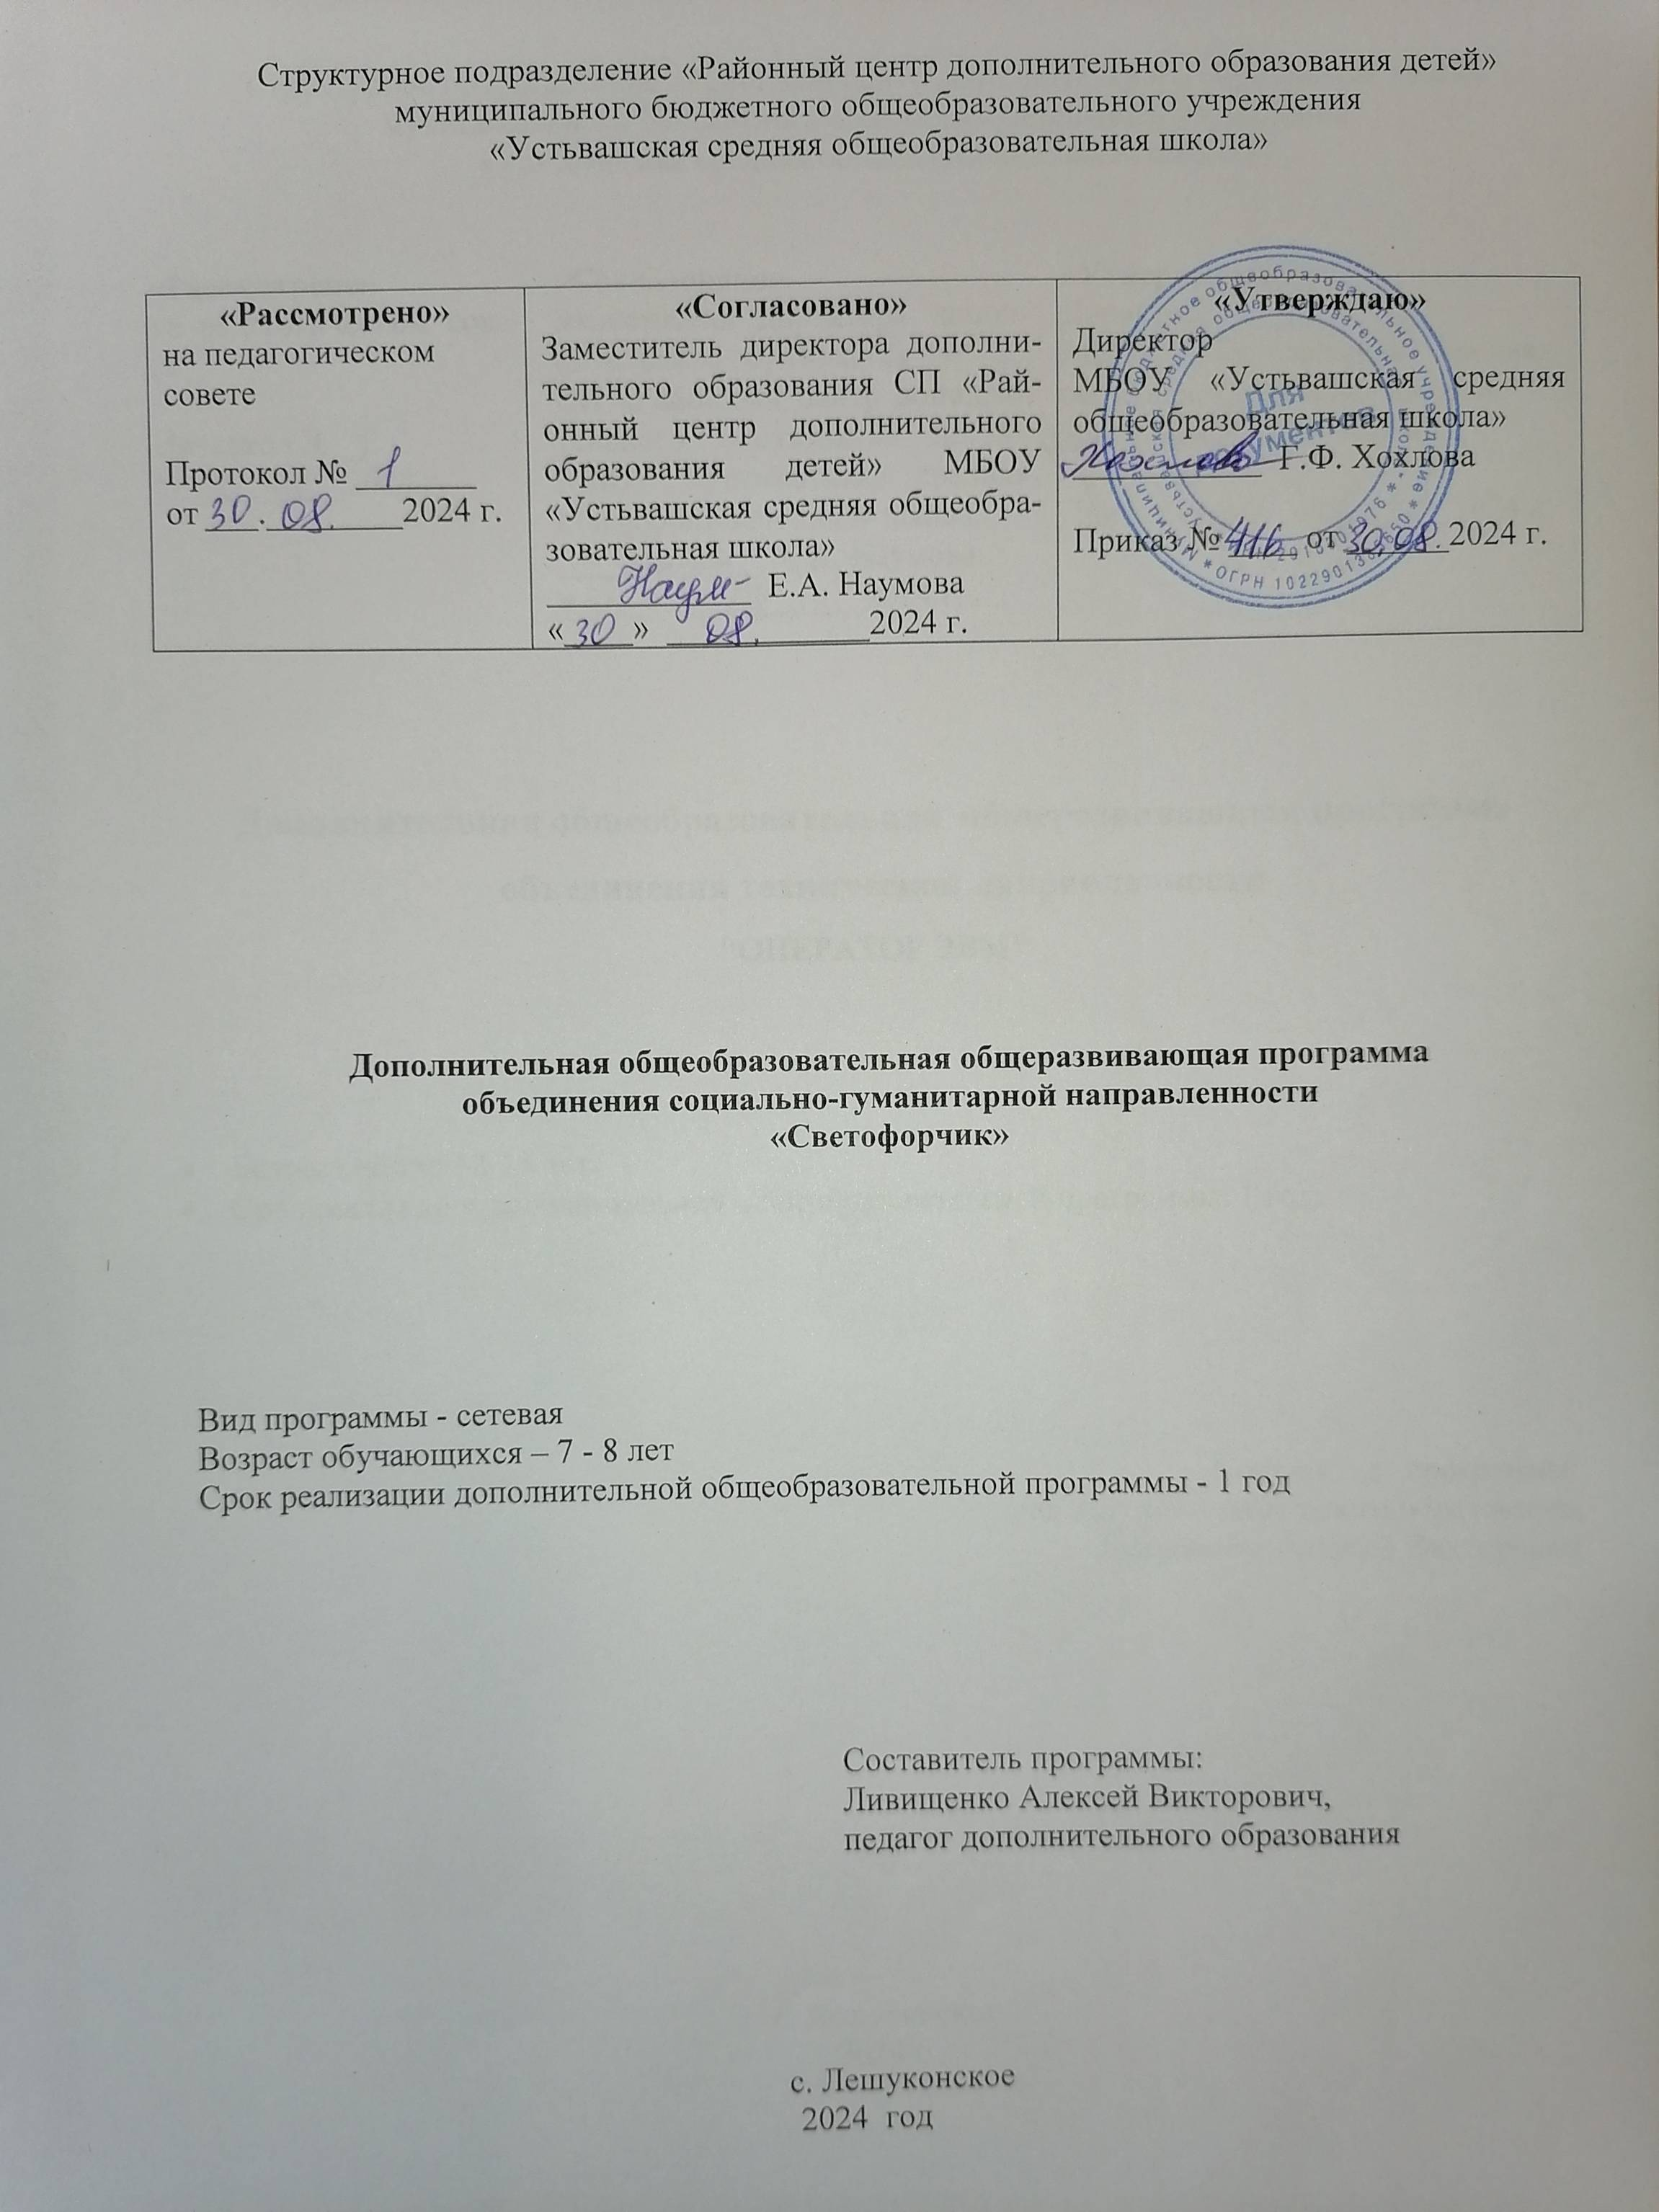 Структурное подразделение «Районный центр дополнительного образования детей»
муниципального бюджетного общеобразовательного учреждения
«Устьвашская средняя общеобразовательная школа»
«Рассмотрено»
на педагогическом
совете
Протокол № 1
от 30.08. 2024 г.
«Согласовано»
Заместитель директора дополни-
тельного образования СП «Рай-
онный центр дополнительного
образования детей» МБОУ
«Устьвашская средняя общеобра-
зовательная школа»
Наум Е.А. Наумова
«30» 08. 2024 г.
«Утверждаю»
Директор
МБОУ «Устьвашская средняя
общеобразовательная школа»
Г.Ф. Хохлова
Приказ № 416 от 30.08.2024 г.
Для
документов
Дополнительная общеобразовательная общеразвивающая программа
объединения социально-гуманитарной направленности
«Светофорчик»
Вид программы - сетевая
Возраст обучающихся – 7 - 8 лет
Срок реализации дополнительной общеобразовательной программы - 1 год
Составитель программы:
Ливищенко Алексей Викторович,
педагог дополнительного образования
с. Лешуконское
2024 год